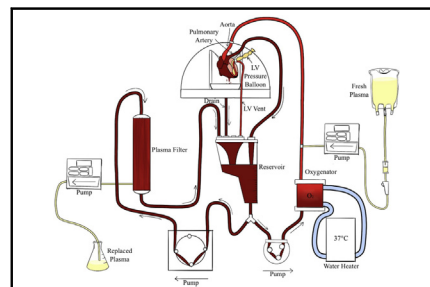 Aorta
Pulmonary
Artery
LV
Pressure
Balloon
Drain
LV Vent
Fresh
Plasma
Plasma Filter
Reservoir
Oxygenator
O₂
Pump
Pump
37°C
Water Heater
Replaced
Plasma
Pump
Pump